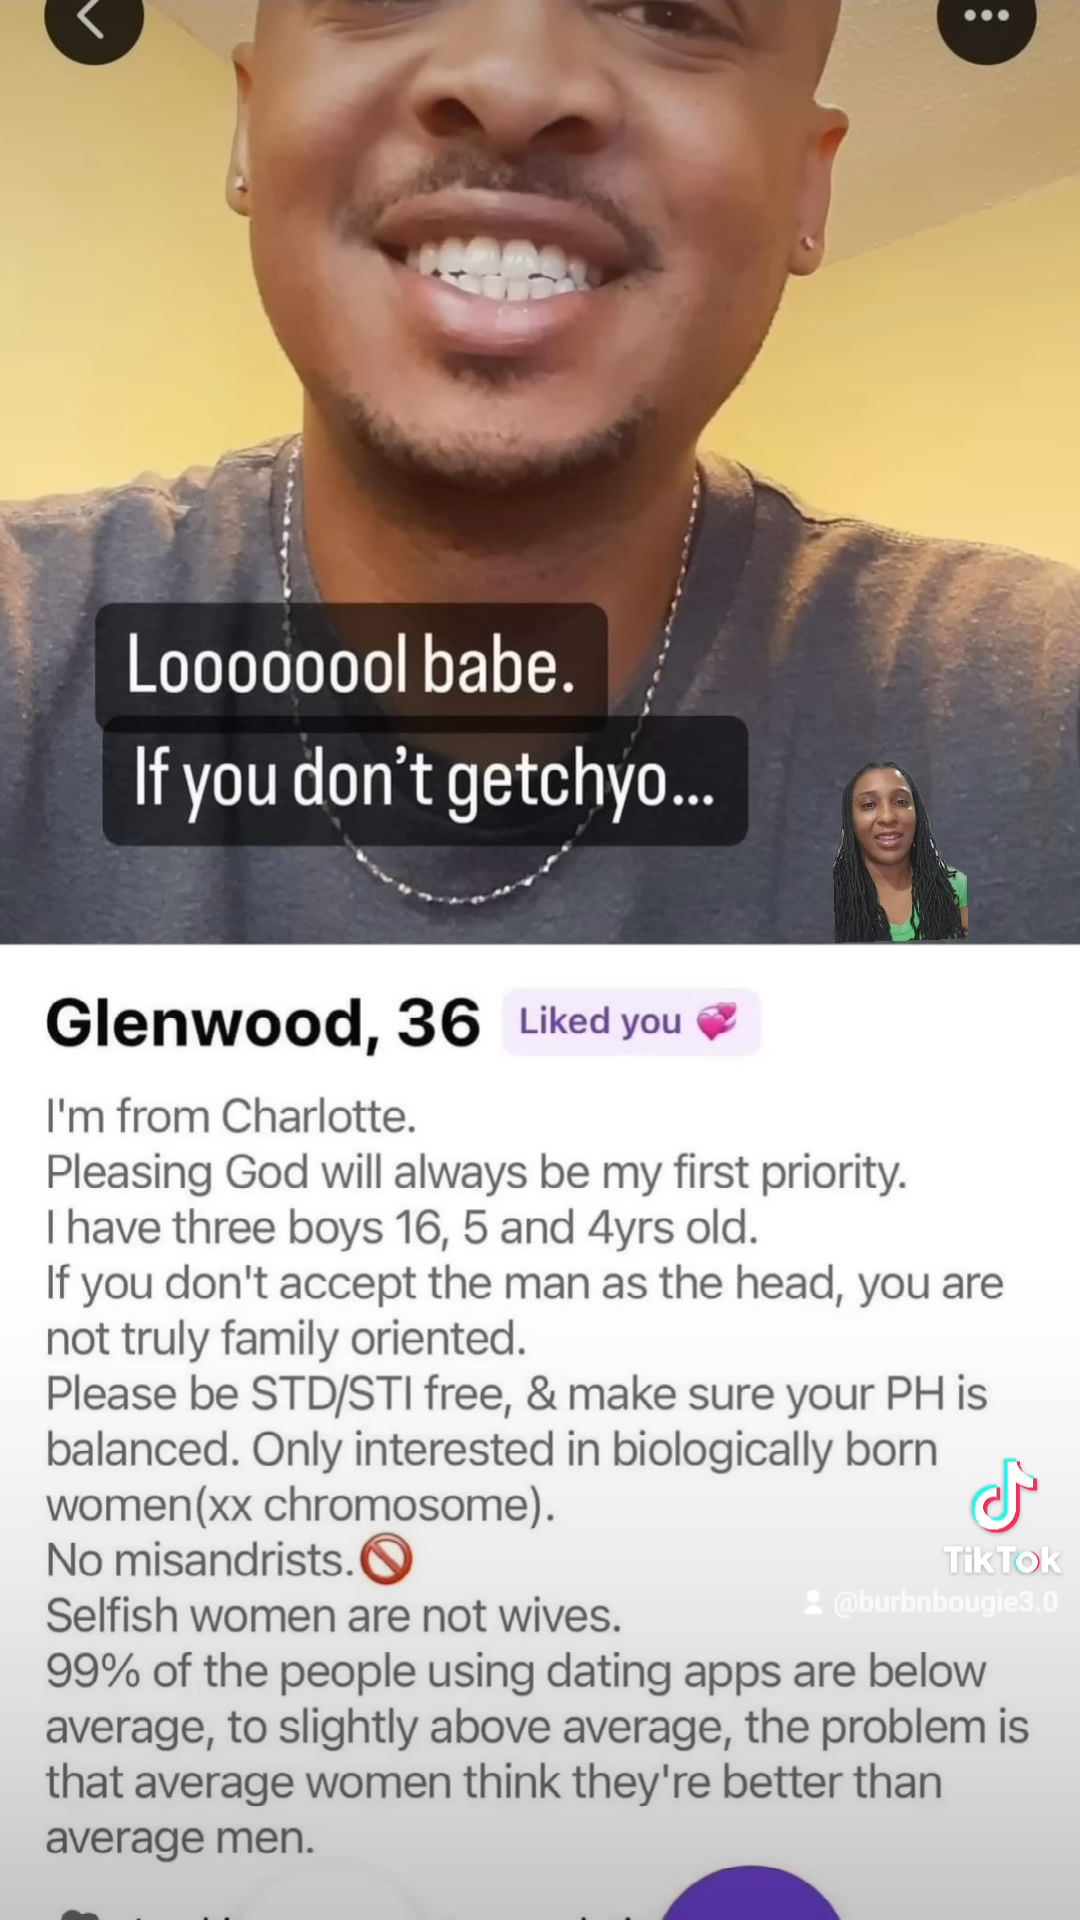 Loooooool babe.
If you don't getchyo...
Glenwood, 36 Liked you 💞
I'm from Charlotte.
Pleasing God will always be my first priority.
I have three boys 16, 5 and 4yrs old.
If you don't accept the man as the head, you are
not truly family oriented.
Please be STD/STI free, & make sure your PH is
balanced. Only interested in biologically born
women(xx chromosome).
No misandrists.🚫
Selfish women are not wives.
99% of the people using dating apps are below
average, to slightly above average, the problem is
that average women think they're better than
average men.
TikTok
@burbnbougie3.0